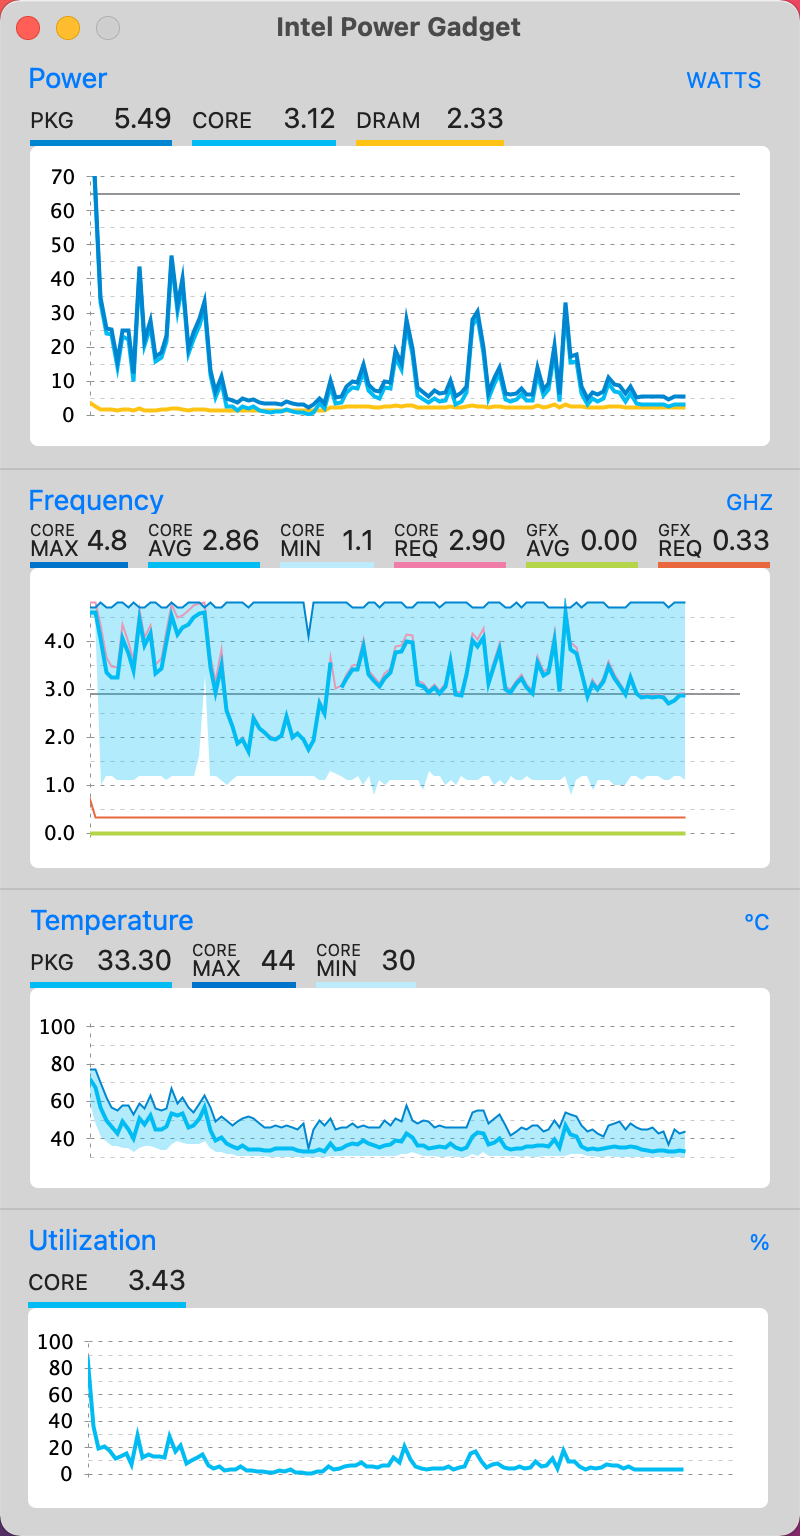 Intel Power Gadget
Power WATTS
PKG 5.49 CORE 3.12 DRAM 2.33
70
60
50
40
30
20
10
0
Frequency GHZ
CORE MAX 4.8 CORE AVG 2.86 CORE MIN 1.1 CORE REQ 2.90 GFX AVG 0.00 GFX REQ 0.33
4.0
3.0
2.0
1.0
0.0
Temperature °C
PKG 33.30 CORE MAX 44 CORE MIN 30
100
80
60
40
Utilization %
CORE 3.43
100
80
60
40
20
0